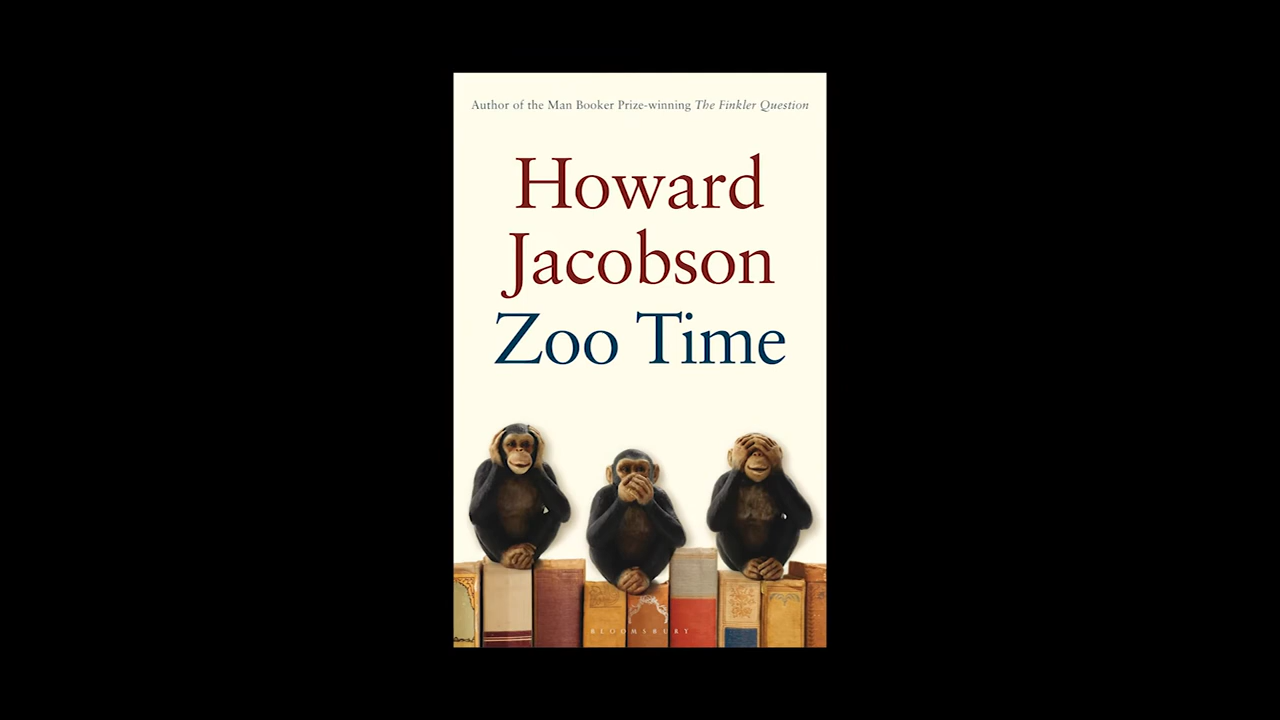 Author of the Man Booker Prize-winning The Finkler Question
Howard
Jacobson
Zoo Time
BLOOMSBURY